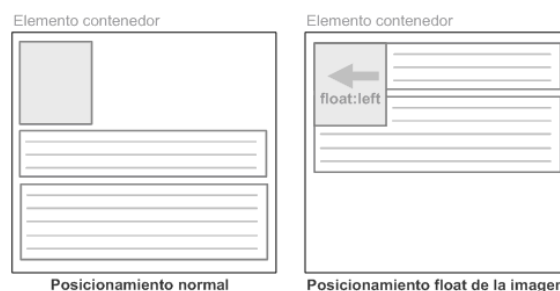 Elemento contenedor
Elemento contenedor
float:left
Posicionamiento normal
Posicionamiento float de la imagen